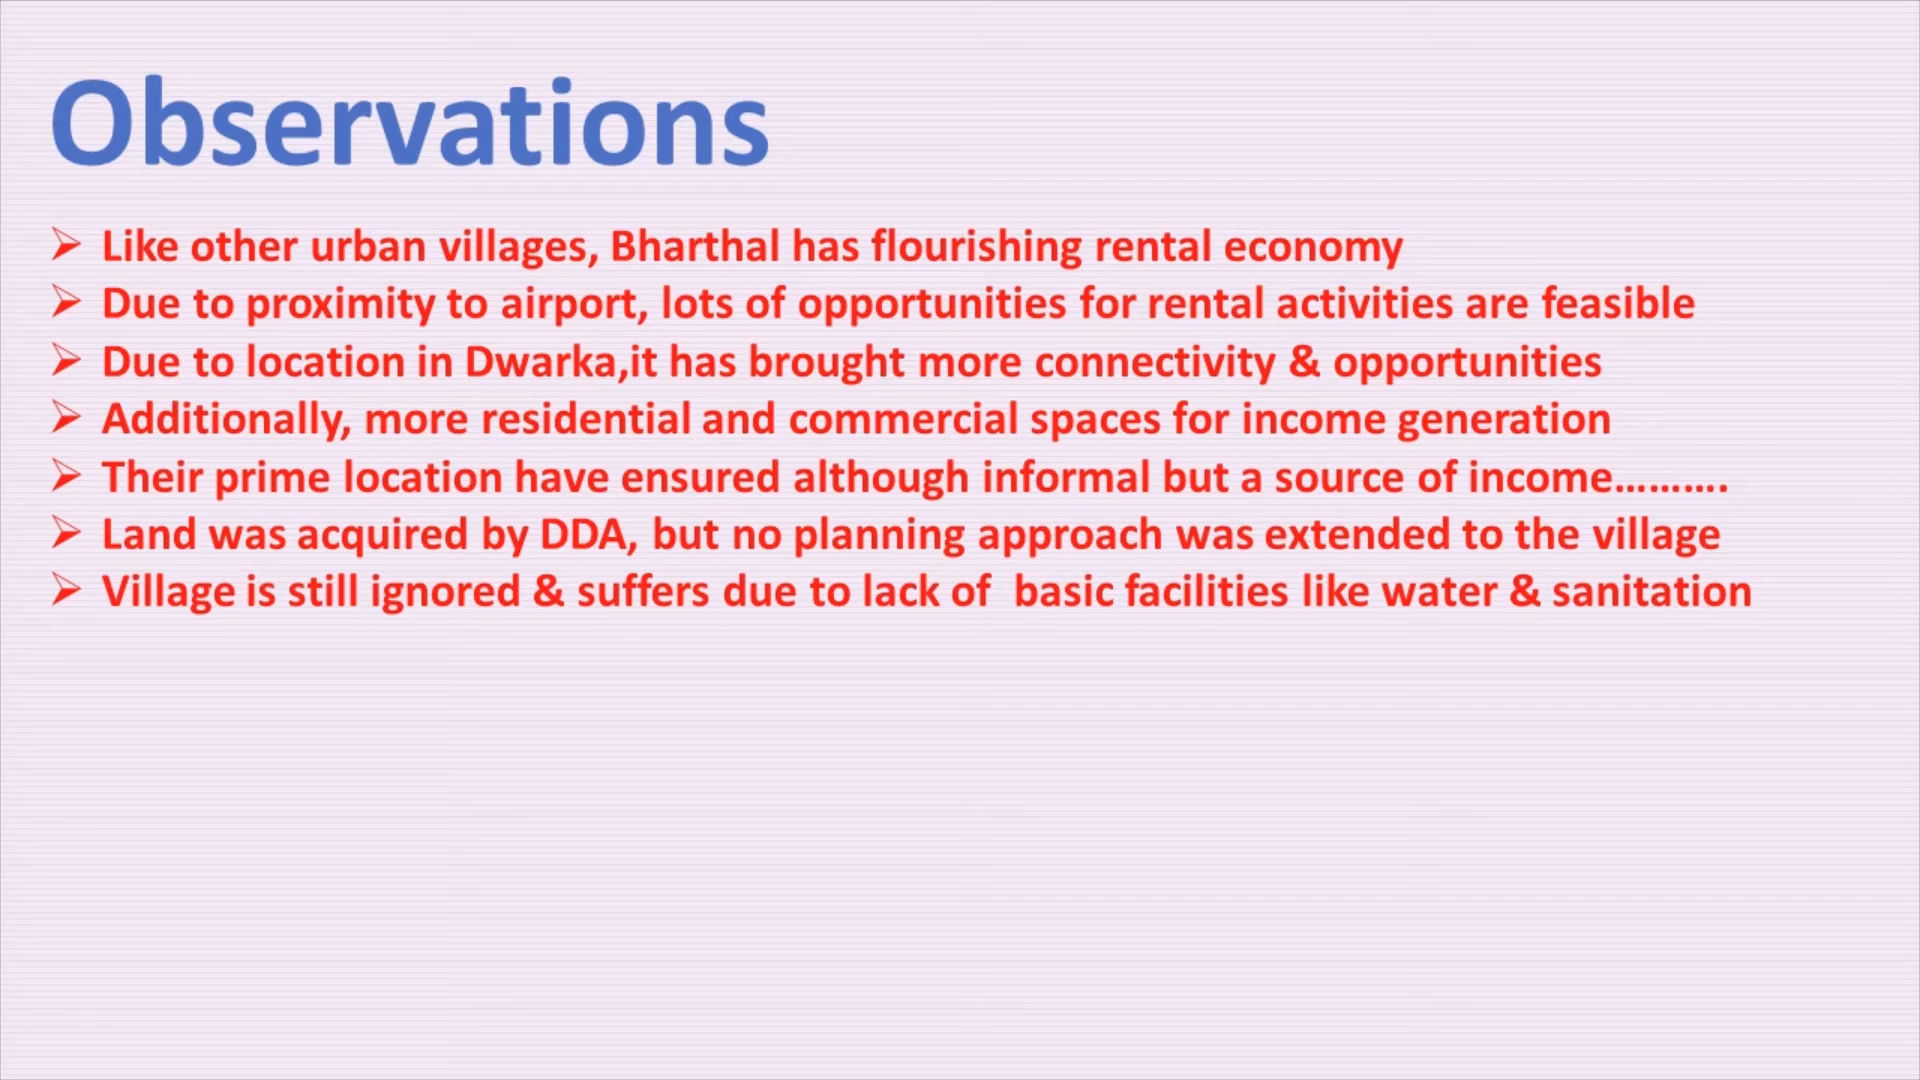 Observations
➢ Like other urban villages, Bharthal has flourishing rental economy
➢ Due to proximity to airport, lots of opportunities for rental activities are feasible
➢ Due to location in Dwarka,it has brought more connectivity & opportunities
➢ Additionally, more residential and commercial spaces for income generation
➢ Their prime location have ensured although informal but a source of income……….
➢ Land was acquired by DDA, but no planning approach was extended to the village
➢ Village is still ignored & suffers due to lack of  basic facilities like water & sanitation